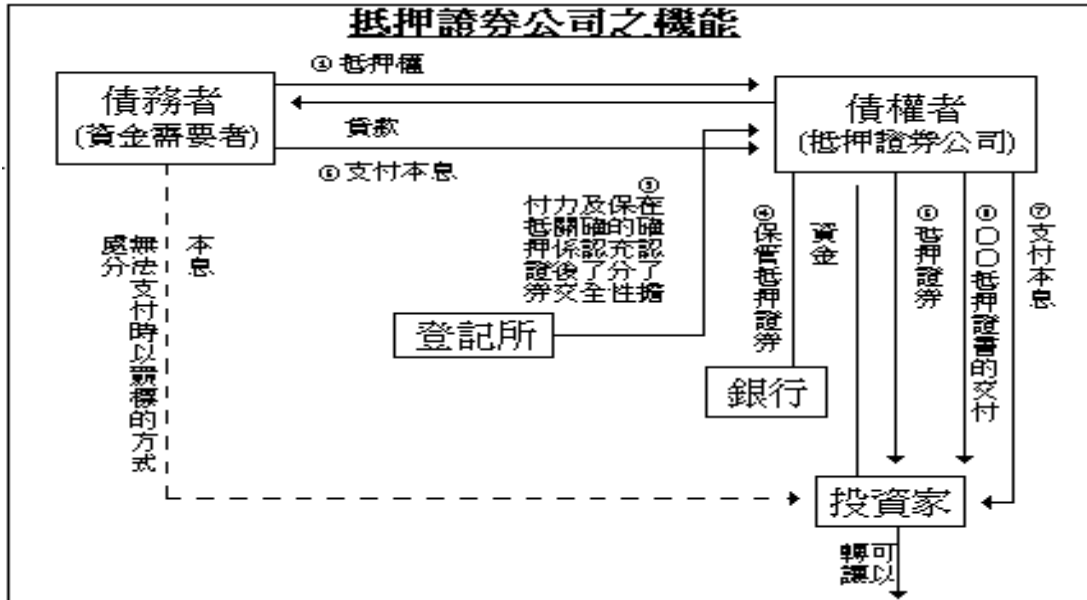 抵押證券公司之機能
① 抵押權
債務者
(資金需要者)
債權者
(抵押證券公司)
貸款
⑥ 支付本息
③
在確認了擔
保的充分性
及確認了全
力關係後交
付抵押證券
④保管抵押證券
資金
⑤抵押證券
⑥〇〇抵押證書的交付
⑦支付本息
本息
無法支付時以競標的方式
處分
登記所
銀行
投資家
可以
轉讓